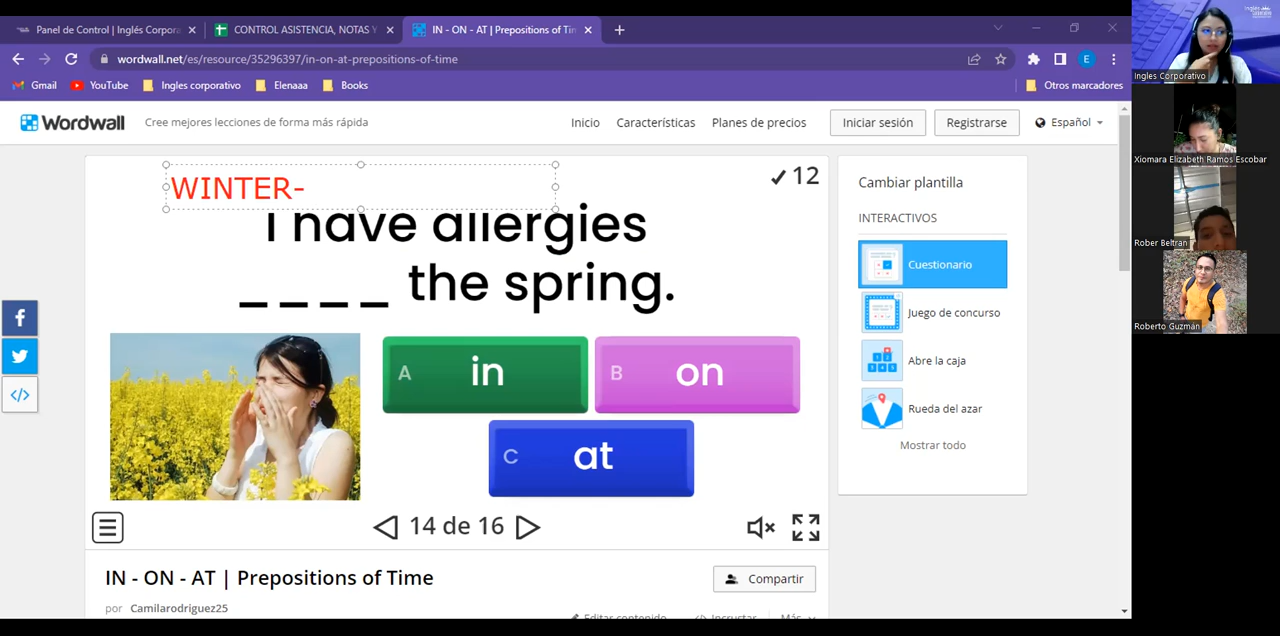 Panel de Control | Inglés Corpora
CONTROL ASISTENCIA, NOTAS Y
IN - ON - AT | Prepositions of Tim
wordwall.net/es/resource/35296397/in-on-at-prepositions-of-time
E
Gmail
YouTube
Ingles corporativo
Elenaaa
Books
Otros marcadores
Wordwall
Cree mejores lecciones de forma más rápida
Inicio
Características
Planes de precios
Iniciar sesión
Registrarse
Español
WINTER-
12
I have allergies
_ _ _ _ the spring.
A in
B on
C at
14 de 16
Cambiar plantilla
INTERACTIVOS
Cuestionario
Juego de concurso
Abre la caja
Rueda del azar
Mostrar todo
IN - ON - AT | Prepositions of Time
Compartir
por Camilarodriguez25
Editar contenido
Incrustar
Más
Ingles Corporativo
Xiomara Elizabeth Ramos Escobar
Rober Beltran
Roberto Guzmán